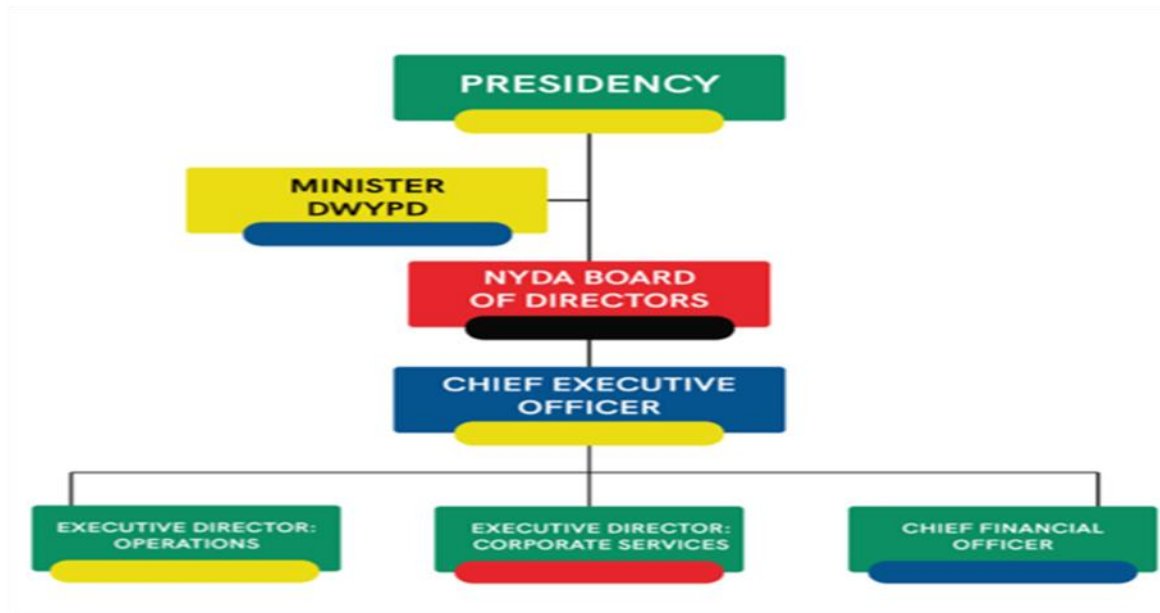 PRESIDENCY
MINISTER
DWYPD
NYDA BOARD
OF DIRECTORS
CHIEF EXECUTIVE
OFFICER
EXECUTIVE DIRECTOR:
OPERATIONS
EXECUTIVE DIRECTOR:
CORPORATE SERVICES
CHIEF FINANCIAL
OFFICER